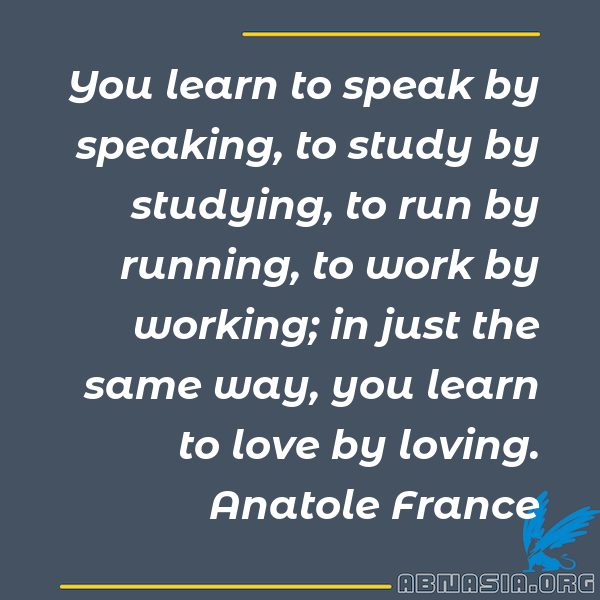 You learn to speak by
speaking, to study by
studying, to run by
running, to work by
working; in just the
same way, you learn
to love by loving.
Anatole France
ABNASIA.ORG